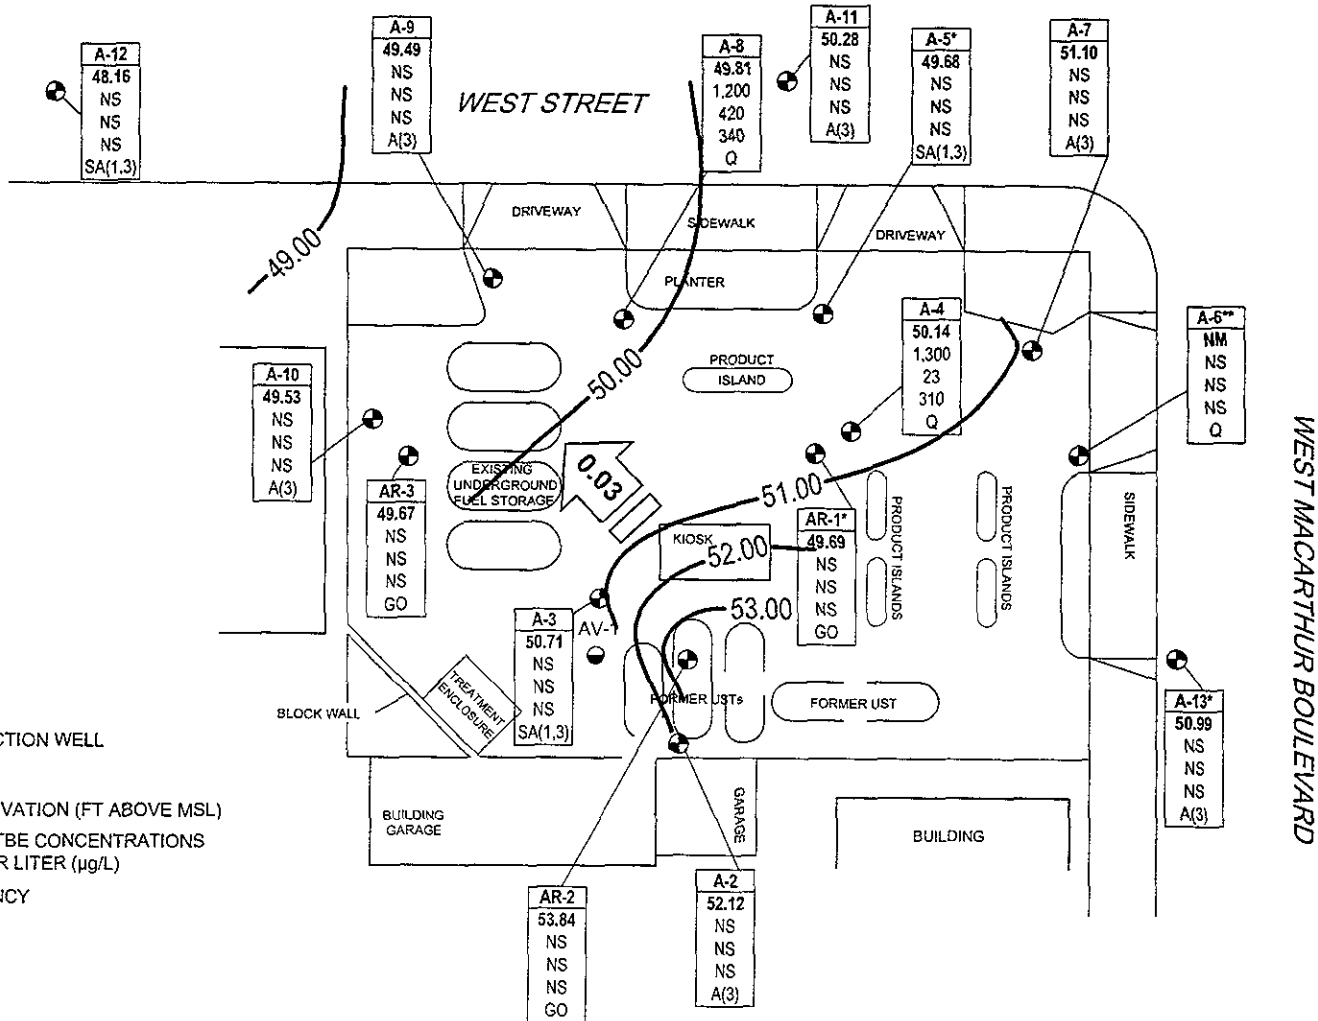 A-12
48.16
NS
NS
NS
SA(1,3)
A-9
49.49
NS
NS
NS
A(3)
WEST STREET
A-8
49.81
1,200
420
340
Q
A-11
50.28
NS
NS
NS
A(3)
A-5*
49.68
NS
NS
NS
SA(1,3)
A-7
51.10
NS
NS
NS
A(3)
DRIVEWAY
SIDEWALK
DRIVEWAY
49.00
PLANTER
A-4
50.14
1,300
23
310
Q
A-6**
NM
NS
NS
NS
Q
50.00
PRODUCT
ISLAND
A-10
49.53
NS
NS
NS
A(3)
AR-3
49.67
NS
NS
NS
GO
EXISTING
UNDERGROUND
FUEL STORAGE
0.03
51.00
KIOSK
52.00
53.00
AR-1*
49.69
NS
NS
NS
GO
PRODUCT ISLANDS
PRODUCT ISLANDS
SIDEWALK
WEST MACARTHUR BOULEVARD
A-3
50.71
NS
NS
NS
SA(1,3)
AV-1
TREATMENT
ENCLOSURE
BLOCK WALL
FORMER USTs
FORMER UST
A-13*
50.99
NS
NS
NS
A(3)
CTION WELL
VATION (FT ABOVE MSL)
TBE CONCENTRATIONS
R LITER (µg/L)
NCY
BUILDING
GARAGE
GARAGE
BUILDING
AR-2
53.84
NS
NS
NS
GO
A-2
52.12
NS
NS
NS
A(3)